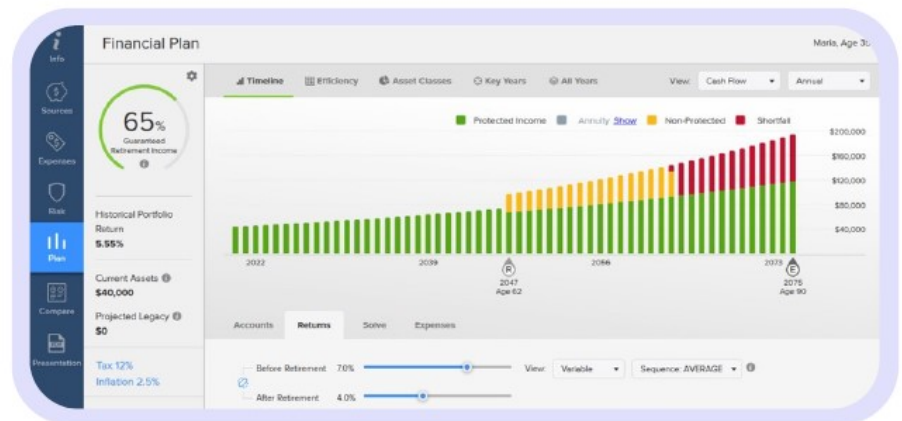 Info
Sources
Expenses
Risk
Plan
Compare
Presentation
Financial Plan
Maria, Age 35
65%
Guaranteed
Retirement Income
Historical Portfolio
Return
5.55%
Current Assets
$40,000
Projected Legacy
$0
Tax 12%
Inflation 2.5%
Timeline Efficiency Asset Classes Key Years All Years View: Cash Flow Annual
Protected Income Annuity Show Non-Protected Shortfall
$200,000
$160,000
$120,000
$80,000
$40,000
2022 2039 2056 2073
R E
2047 2075
Age 62 Age 90
Accounts Returns Solve Expenses
Before Retirement 7.0% View: Variable Sequence: AVERAGE
After Retirement 4.0%